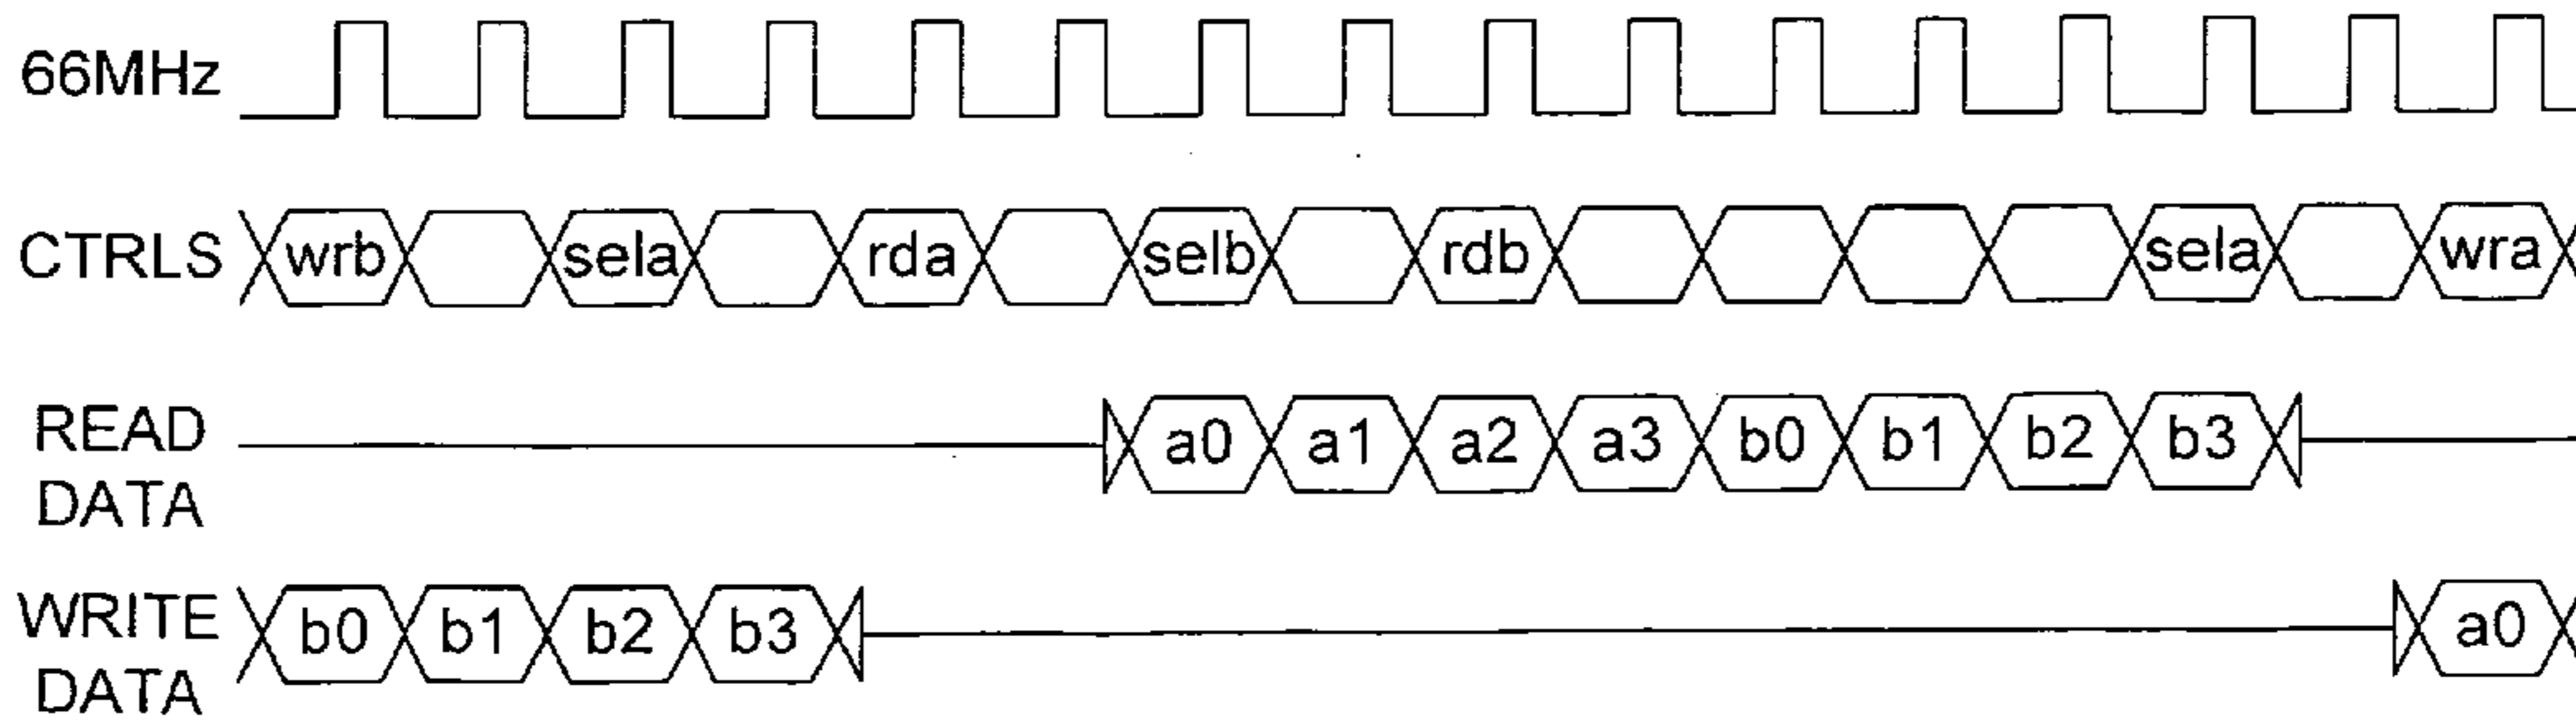 66MHz
CTRLS wrb sela rda selb rdb sela wra
READ DATA a0 a1 a2 a3 b0 b1 b2 b3
WRITE DATA b0 b1 b2 b3 a0